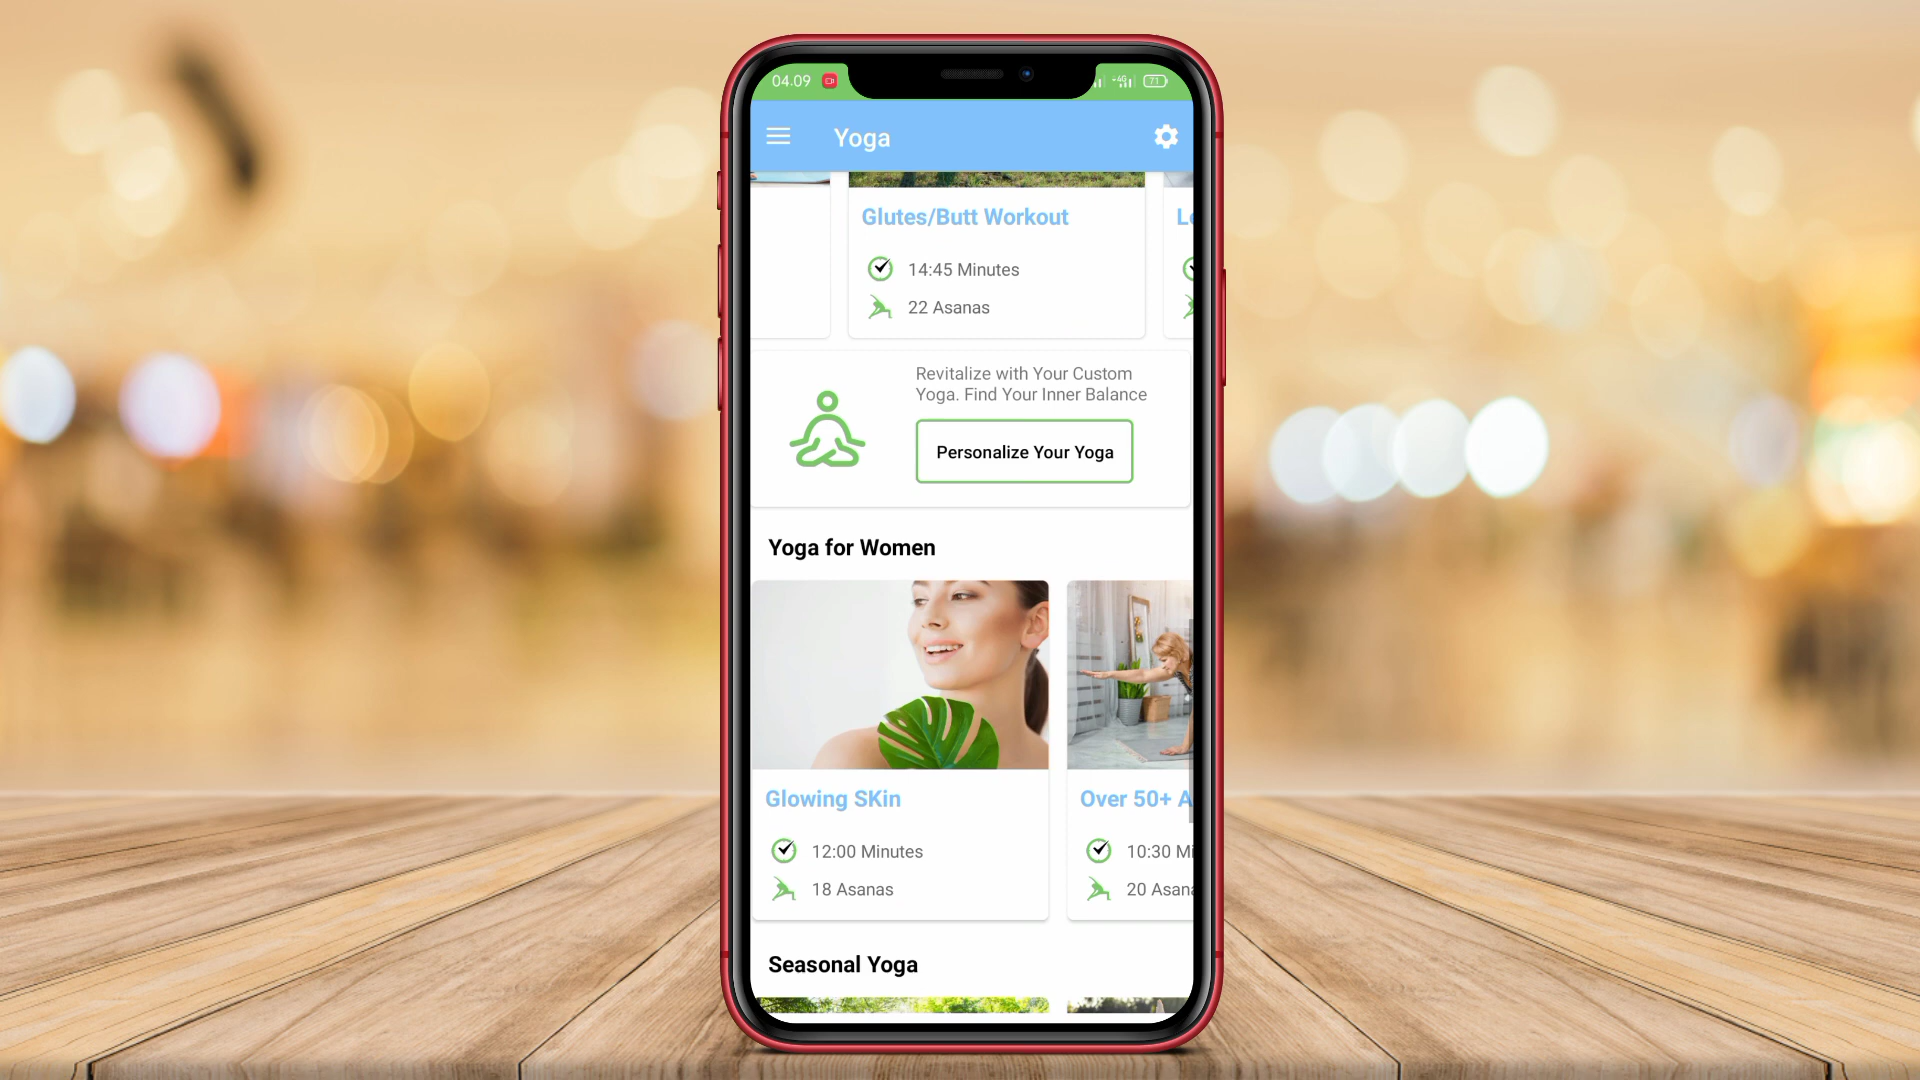 04.09
4G
71
Yoga
Glutes/Butt Workout
14:45 Minutes
22 Asanas
Revitalize with Your Custom
Yoga. Find Your Inner Balance
Personalize Your Yoga
Yoga for Women
Glowing SKin
12:00 Minutes
18 Asanas
Over 50+
10:30
20
Seasonal Yoga